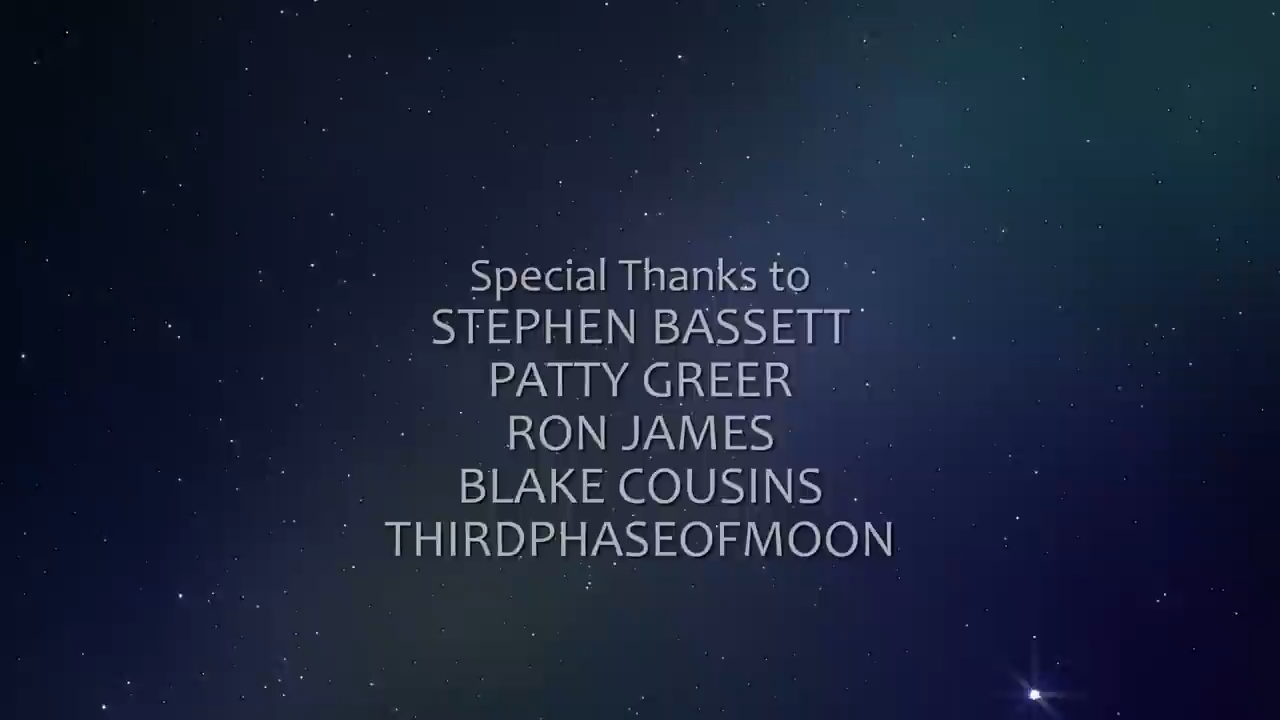 Special Thanks to
STEPHEN BASSETT
PATTY GREER
RON JAMES
BLAKE COUSINS
THIRDPHASEOFMOON